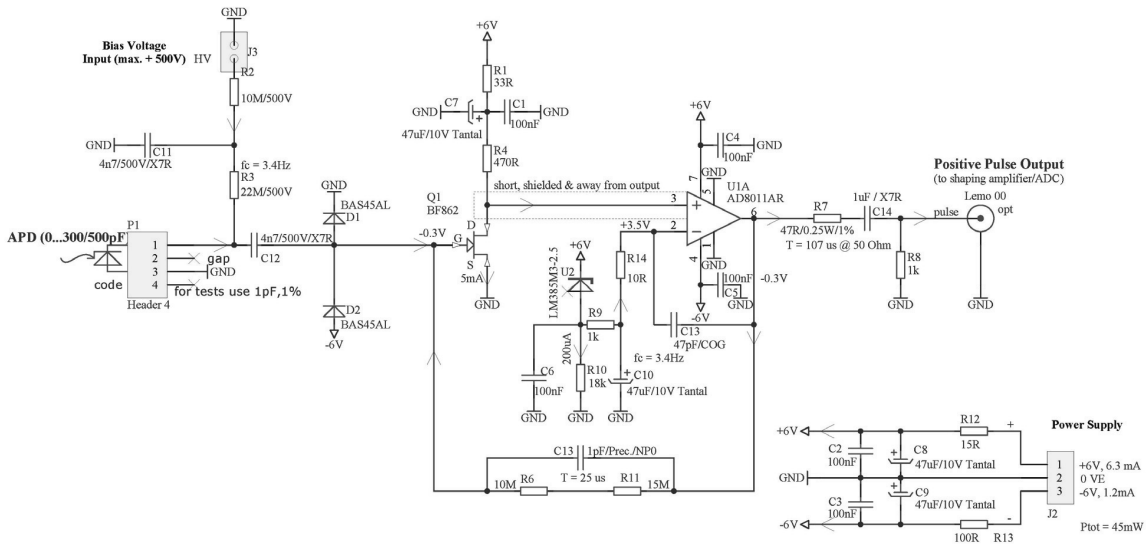 GND
Bias Voltage
Input (max. + 500V)
HV
J3
R2
10M/500V
GND
C11
4n7/500V/X7R
fc = 3.4Hz
R3
22M/500V
P1
APD (0...300/500pF)
1
2
3
4
code
Header 4
4n7/500V/X7R
C12
gap
GND
for tests use 1pF,1%
GND
BAS45AL
D1
D2
BAS45AL
-6V
-0.3V
+6V
R1
33R
GND
C7
47uF/10V Tantal
C1
100nF
GND
R4
470R
Q1
BF862
D
G
S
5mA
GND
short, shielded & away from output
+6V
C4
100nF
GND
GND
7
5
3
2
6
1
4
U1A
AD8011AR
GND
100nF
C5
GND
-6V
-0.3V
+3.5V
R14
10R
+6V
U2
LM385M3-2.5
R9
1k
200uA
C6
100nF
GND
R10
18k
GND
fc = 3.4Hz
C10
47uF/10V Tantal
GND
C13
47pF/COG
R7
47R/0.25W/1%
T = 107 us @ 50 Ohm
1uF / X7R
C14
R8
1k
GND
pulse
Positive Pulse Output
(to shaping amplifier/ADC)
Lemo 00
opt
GND
C13
1pF/Prec./NP0
T = 25 us
10M
R6
R11
15M
+6V
GND
-6V
C2
100nF
C3
100nF
C8
47uF/10V Tantal
C9
47uF/10V Tantal
R12
15R
+
-
100R
R13
Power Supply
1
2
3
J2
+6V, 6.3 mA
0 VE
-6V, 1.2mA
Ptot = 45mW